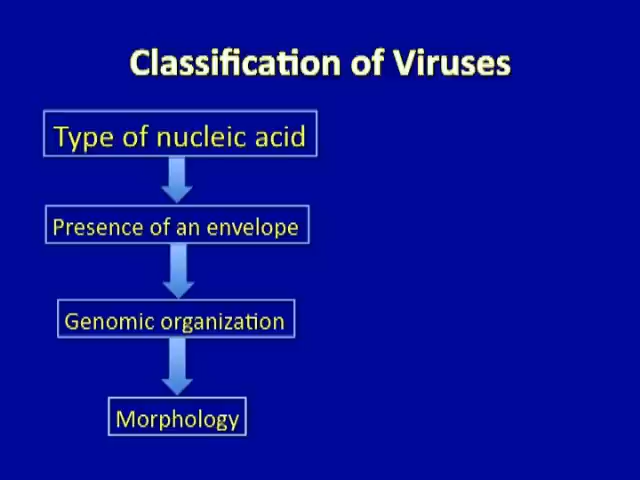 Classification of Viruses
Type of nucleic acid
Presence of an envelope
Genomic organization
Morphology